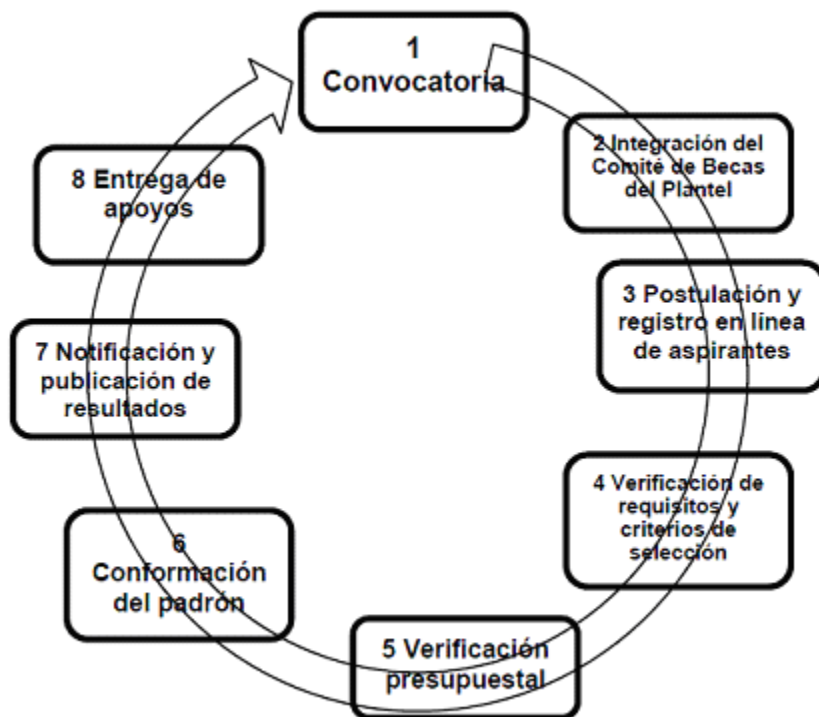 1
Convocatoria
2 Integración del
Comité de Becas
del Plantel
3 Postulación y
registro en línea
de aspirantes
4 Verificación de
requisitos y
criterios de
selección
5 Verificación
presupuestal
6
Conformación
del padrón
7 Notificación y
publicación de
resultados
8 Entrega de
apoyos